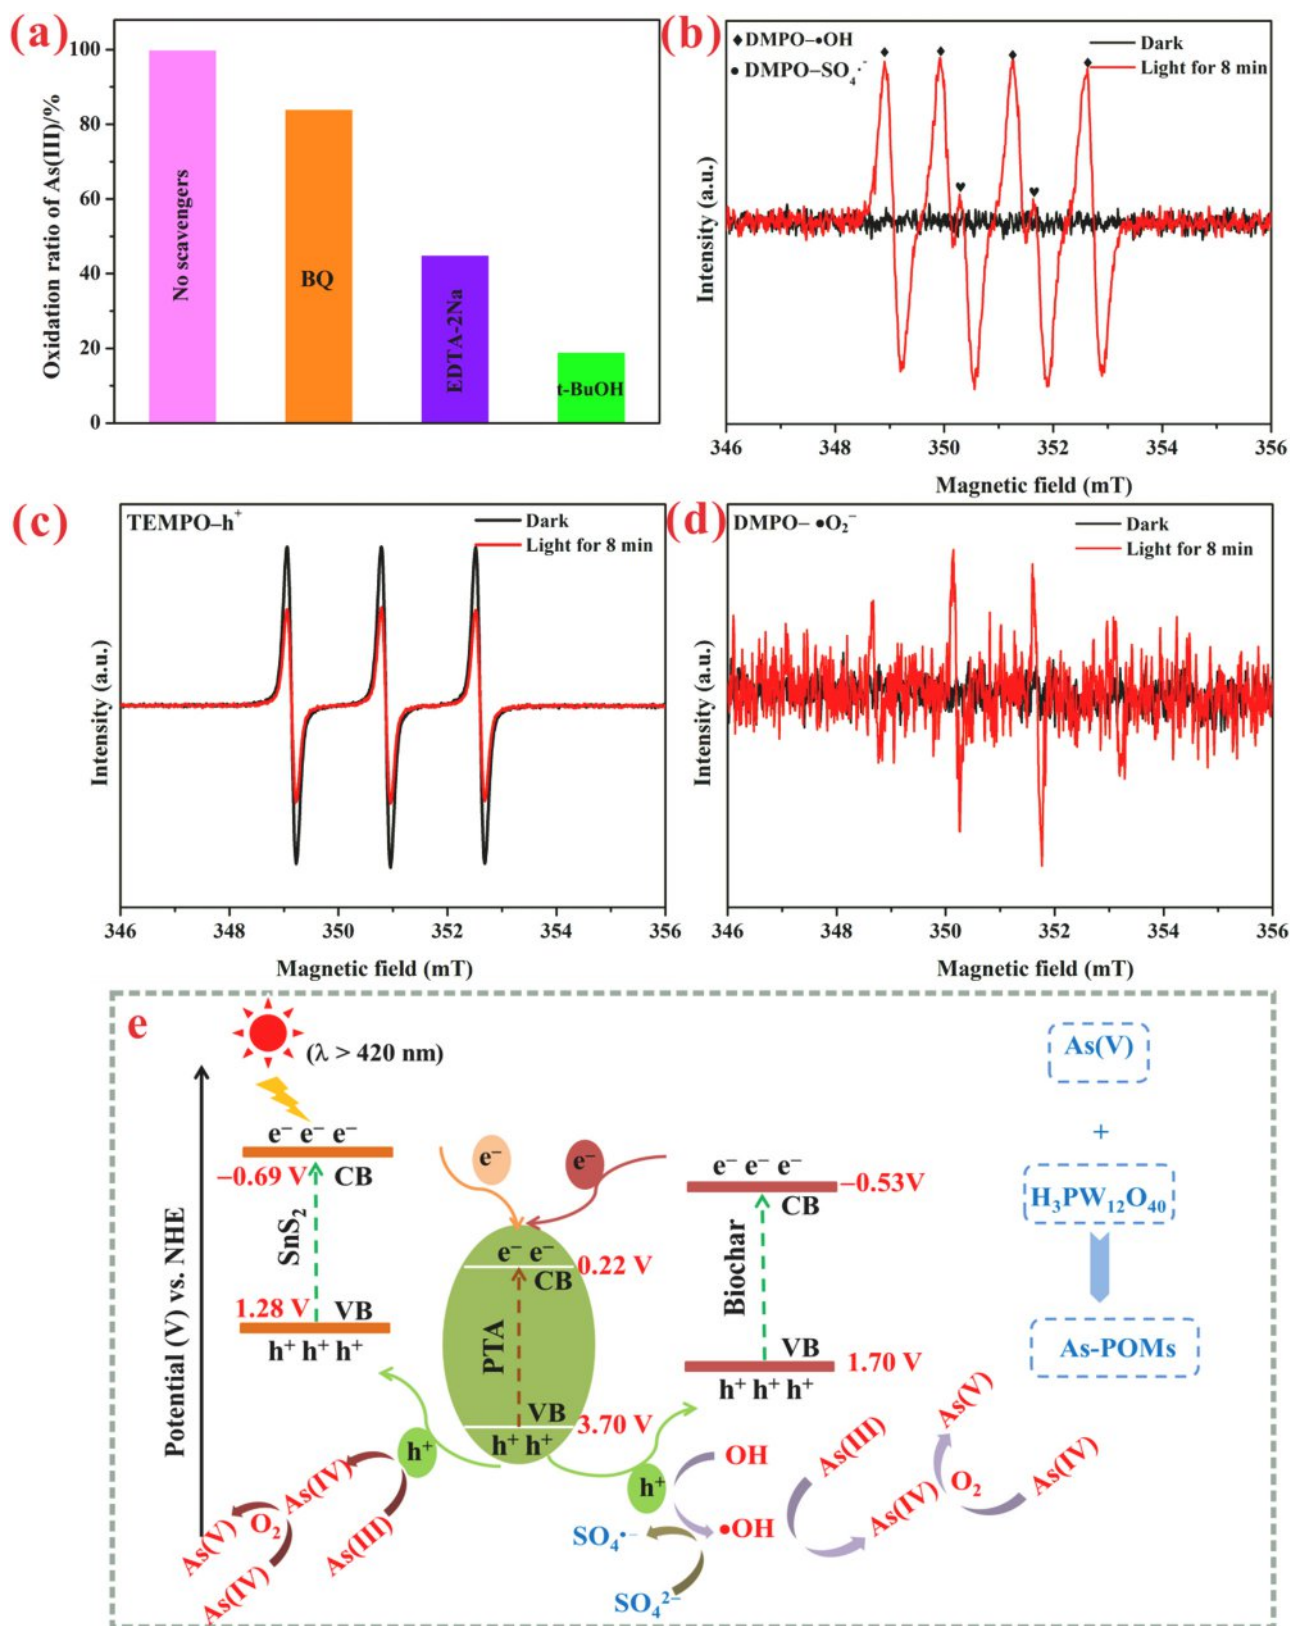 (a)
Oxidation ratio of As(III)/%
100
80
60
40
20
0
No scavengers
BQ
EDTA-2Na
t-BuOH
(b)
♦DMPO–•OH
• DMPO–SO₄·⁻
Dark
Light for 8 min
♦ ♦ ♦ ♦
♥ ♥
Intensity (a.u.)
346 348 350 352 354 356
Magnetic field (mT)
(c)
TEMPO–h⁺
Dark
Light for 8 min
Intensity (a.u.)
346 348 350 352 354 356
Magnetic field (mT)
(d)
DMPO– •O₂⁻
Dark
Light for 8 min
Intensity (a.u.)
346 348 350 352 354 356
Magnetic field (mT)
e
(λ > 420 nm)
Potential (V) vs. NHE
e⁻ e⁻ e⁻
−0.69 V CB
SnS₂
1.28 V VB
h⁺ h⁺ h⁺
e⁻
e⁻
e⁻ e⁻
CB 0.22 V
PTA
VB 3.70 V
h⁺ h⁺
e⁻ e⁻ e⁻
−0.53V
CB
Biochar
VB
1.70 V
h⁺ h⁺ h⁺
As(V)
+
H₃PW₁₂O₄₀
As-POMs
h⁺
As(IV)
As(III)
O₂
As(V)
As(IV)
h⁺
OH
•OH
SO₄·⁻
SO₄²⁻
As(III)
As(IV)
O₂
As(V)
As(IV)